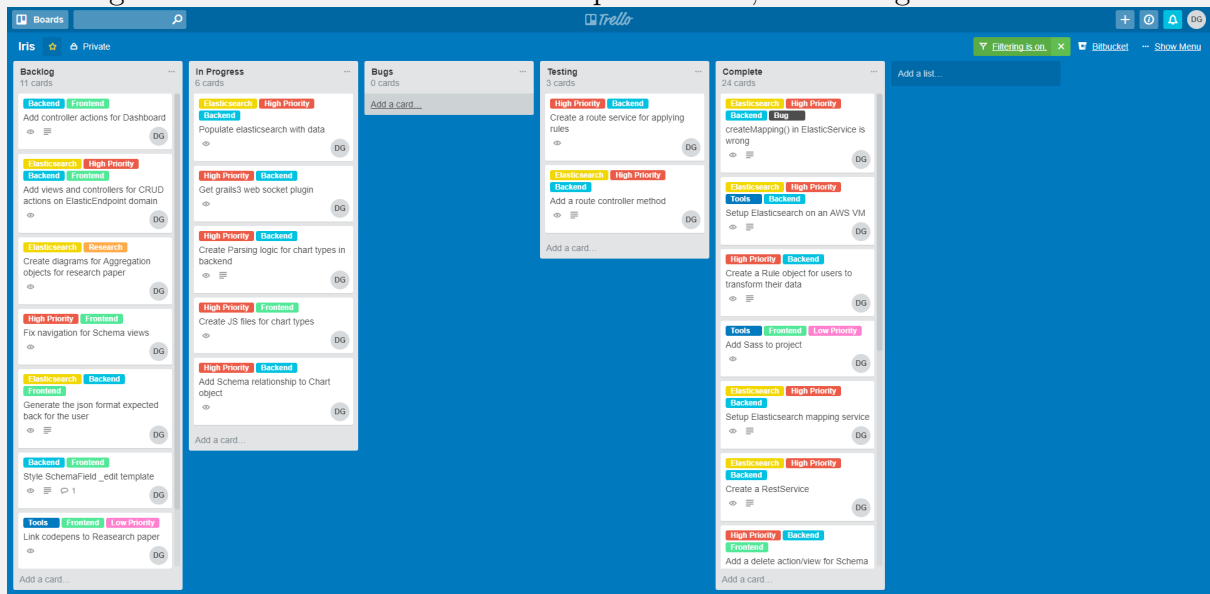 Boards
Trello
DG
Iris
Private
Filtering is on.
Bitbucket
Show Menu
Backlog
11 cards
Backend Frontend
Add controller actions for Dashboard
DG
Elasticsearch High Priority
Backend Frontend
Add views and controllers for CRUD
actions on ElasticEndpoint domain
DG
Elasticsearch Research
Create diagrams for Aggregation
objects for research paper
DG
High Priority Frontend
Fix navigation for Schema views
DG
Elasticsearch Backend
Frontend
Generate the json format expected
back for the user
DG
Backend Frontend
Style SchemaField _edit template
1
DG
Tools Frontend Low Priority
Link codepens to Reasearch paper
DG
Add a card...
In Progress
6 cards
Elasticsearch High Priority
Backend
Populate elasticsearch with data
DG
High Priority Backend
Get grails3 web socket plugin
DG
High Priority Backend
Create Parsing logic for chart types in
backend
DG
High Priority Frontend
Create JS files for chart types
DG
High Priority Backend
Add Schema relationship to Chart
object
DG
Add a card...
Bugs
0 cards
Add a card...
Testing
3 cards
High Priority Backend
Create a route service for applying
rules
DG
Elasticsearch High Priority
Backend
Add a route controller method
DG
Add a card...
Complete
24 cards
Elasticsearch High Priority
Backend Bug
createMapping() in ElasticService is
wrong
DG
Elasticsearch High Priority
Tools Backend
Setup Elasticsearch on an AWS VM
DG
High Priority Backend
Create a Rule object for users to
transform their data
DG
Tools Frontend Low Priority
Add Sass to project
DG
Elasticsearch High Priority
Backend
Setup Elasticsearch mapping service
DG
Elasticsearch High Priority
Backend
Create a RestService
DG
High Priority Backend
Frontend
Add a delete action/view for Schema
Add a card...
Add a list...